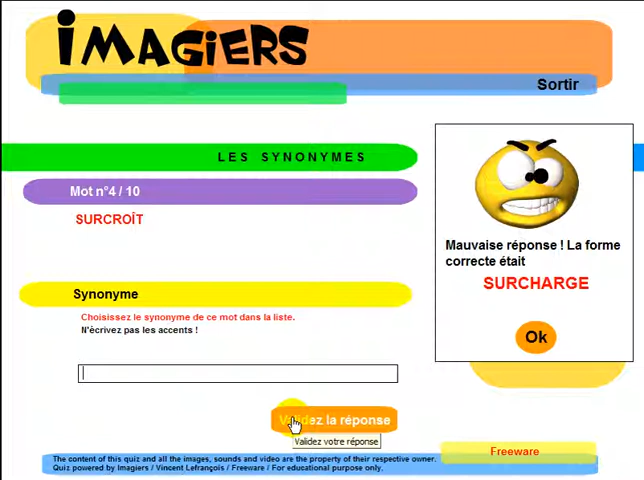 iMAGiERS
Sortir
LES SYNONYMES
Mot n°4 / 10
SURCROÎT
Mauvaise réponse ! La forme
correcte était
SURCHARGE
Ok
Synonyme
Choisissez le synonyme de ce mot dans la liste.
N'écrivez pas les accents !
Validez la réponse
Validez votre réponse
Freeware
The content of this quiz and all the images, sounds and video are the property of their respective owner.
Quiz powered by Imagiers / Vincent Lefrançois / Freeware / For educational purpose only.